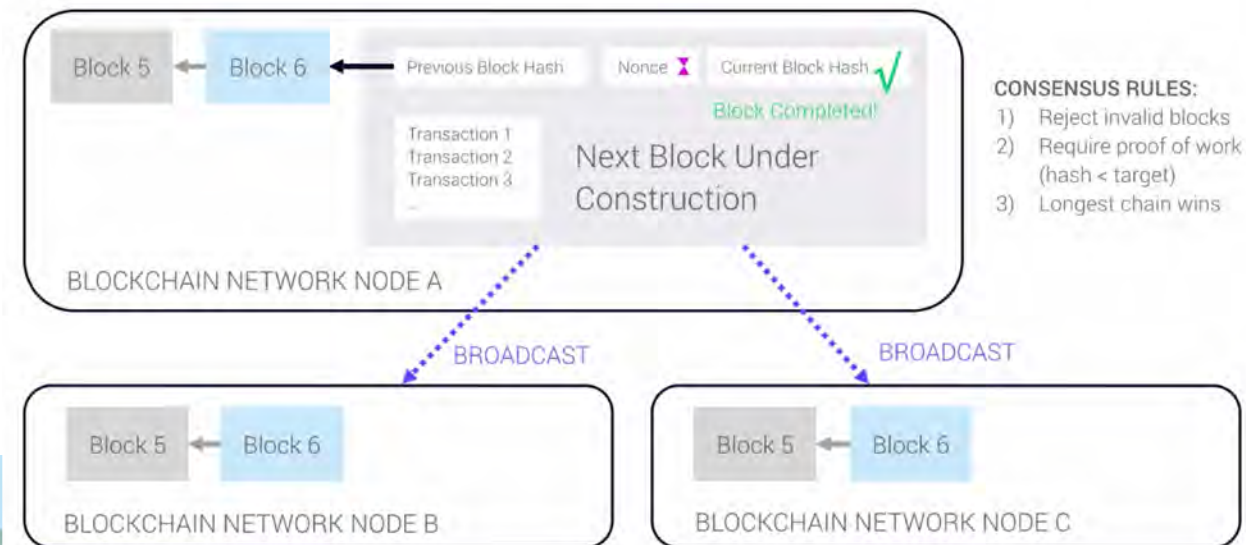 Block 5
Block 6
Previous Block Hash
Nonce
Current Block Hash
Block Completed!
Transaction 1
Transaction 2
Transaction 3
...
Next Block Under
Construction
BLOCKCHAIN NETWORK NODE A
CONSENSUS RULES:
1) Reject invalid blocks
2) Require proof of work
(hash < target)
3) Longest chain wins
BROADCAST
BROADCAST
Block 5
Block 6
BLOCKCHAIN NETWORK NODE B
Block 5
Block 6
BLOCKCHAIN NETWORK NODE C